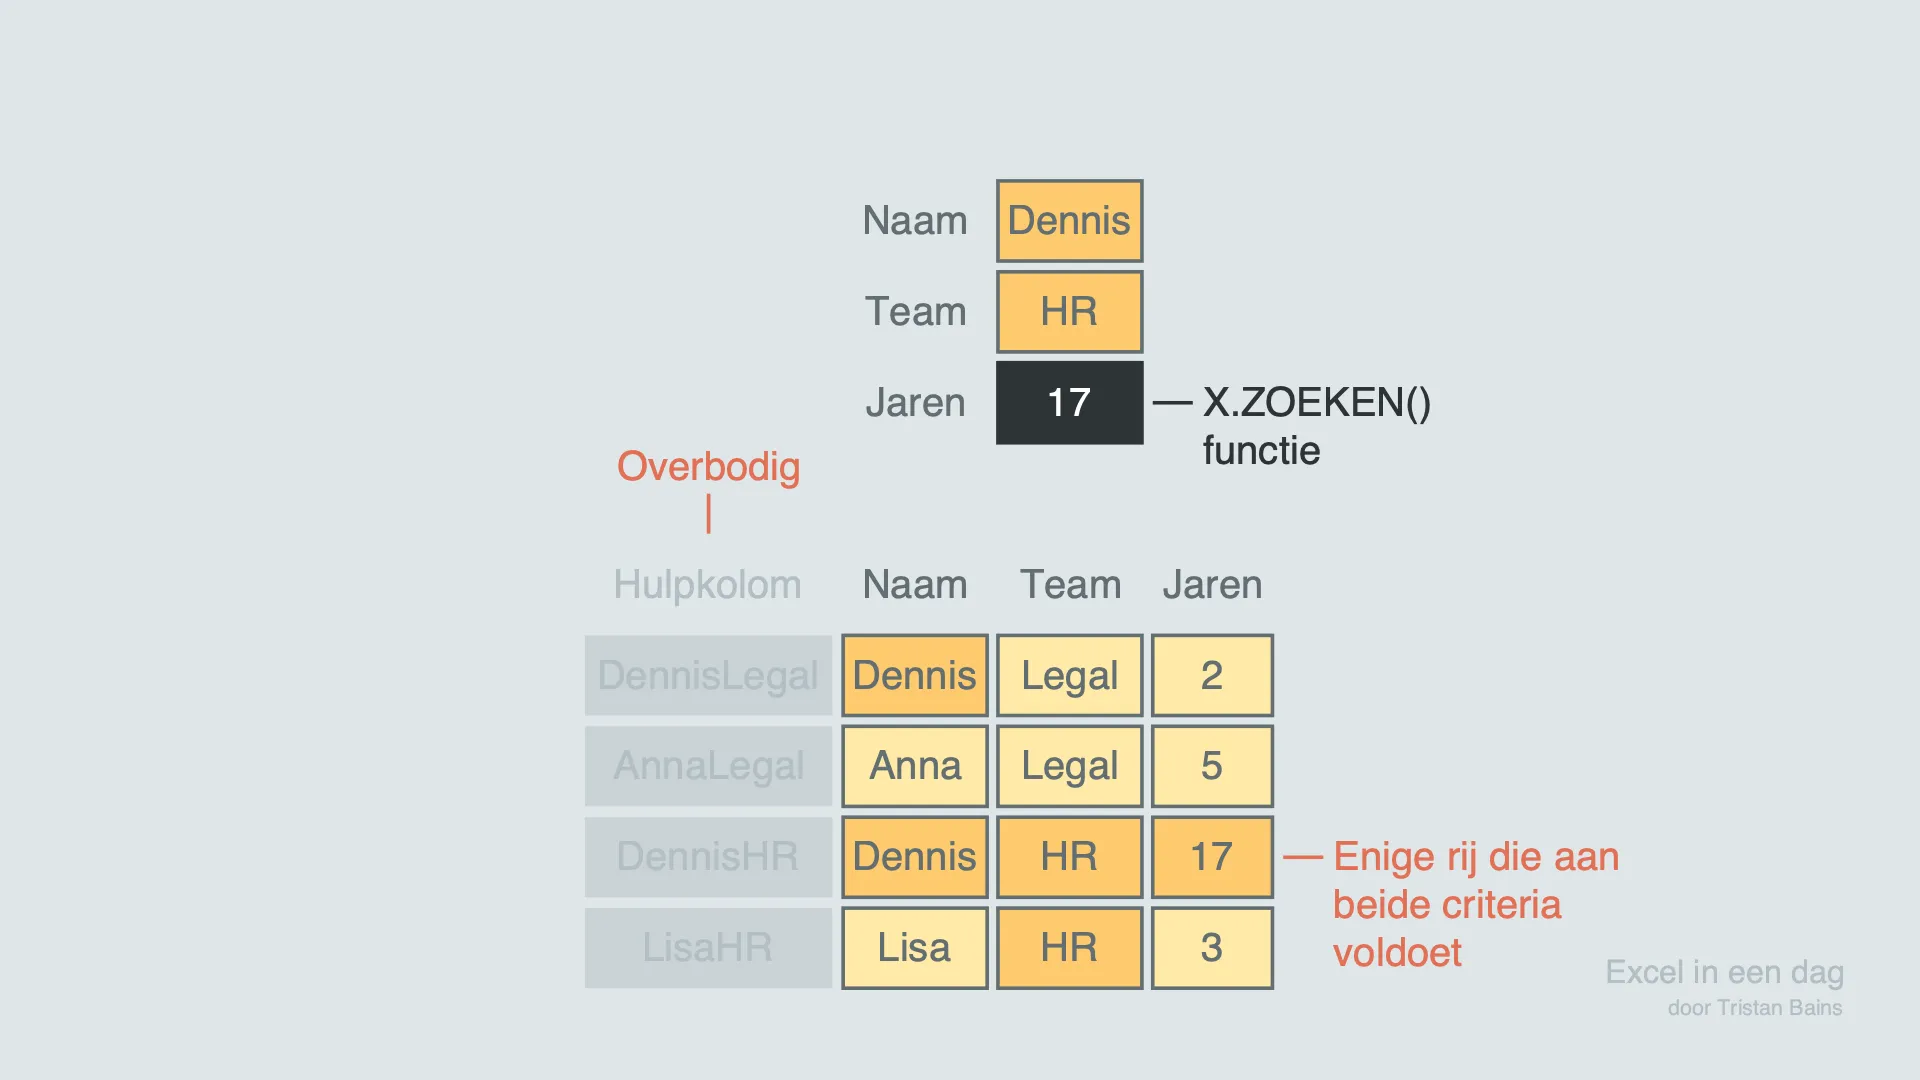 Naam Dennis
Team HR
Jaren 17 X.ZOEKEN()
functie
Overbodig
Hulpkolom Naam Team Jaren
DennisLegal Dennis Legal 2
AnnaLegal Anna Legal 5
DennisHR Dennis HR 17 Enige rij die aan
beide criteria
LisaHR Lisa HR 3 voldoet
Excel in een dag
door Tristan Bains